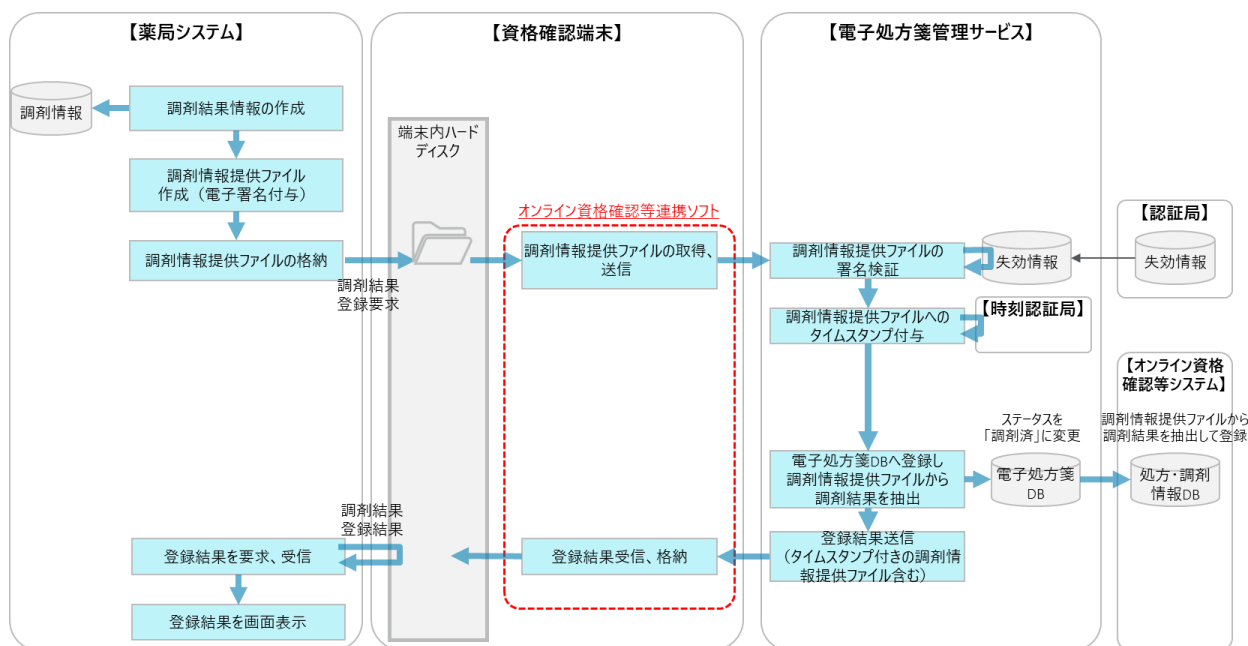 【薬局システム】
【資格確認端末】
【電子処方箋管理サービス】
調剤情報
調剤結果情報の作成
調剤情報提供ファイル
作成（電子署名付与）
調剤情報提供ファイルの格納
調剤結果
登録要求
端末内ハード
ディスク
オンライン資格確認等連携ソフト
調剤情報提供ファイルの取得、
送信
調剤情報提供ファイルの
署名検証
失効情報
【認証局】
失効情報
調剤情報提供ファイルへの
タイムスタンプ付与
【時刻認証局】
【オンライン資格
確認等システム】
ステータスを
「調剤済」に変更
調剤情報提供ファイルから
調剤結果を抽出して登録
電子処方箋DBへ登録し
調剤情報提供ファイルから
調剤結果を抽出
電子処方箋
DB
処方・調剤
情報DB
登録結果送信
（タイムスタンプ付きの調剤情
報提供ファイル含む）
登録結果受信、格納
調剤結果
登録結果
登録結果を要求、受信
登録結果を画面表示